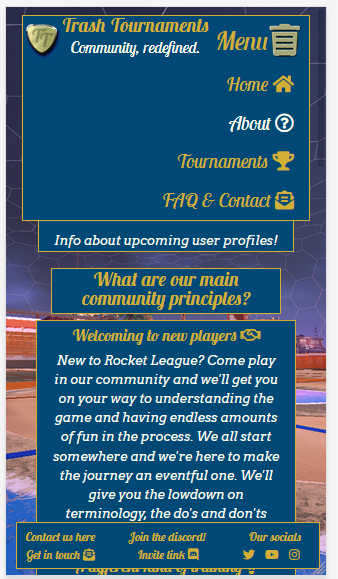 Trash Tournaments
Community, redefined.
TT
Menu
Home
About
Tournaments
FAQ & Contact
Info about upcoming user profiles!
What are our main
community principles?
Welcoming to new players
New to Rocket League? Come play
in our community and we'll get you
on your way to understanding the
game and having endless amounts
of fun in the process. We all start
somewhere and we're here to make
the journey an eventful one. We'll
give you the lowdown on
terminology, the do's and don'ts
Contact us here
Join the discord!
Our socials
Get in touch
Invite link
A different kind of training